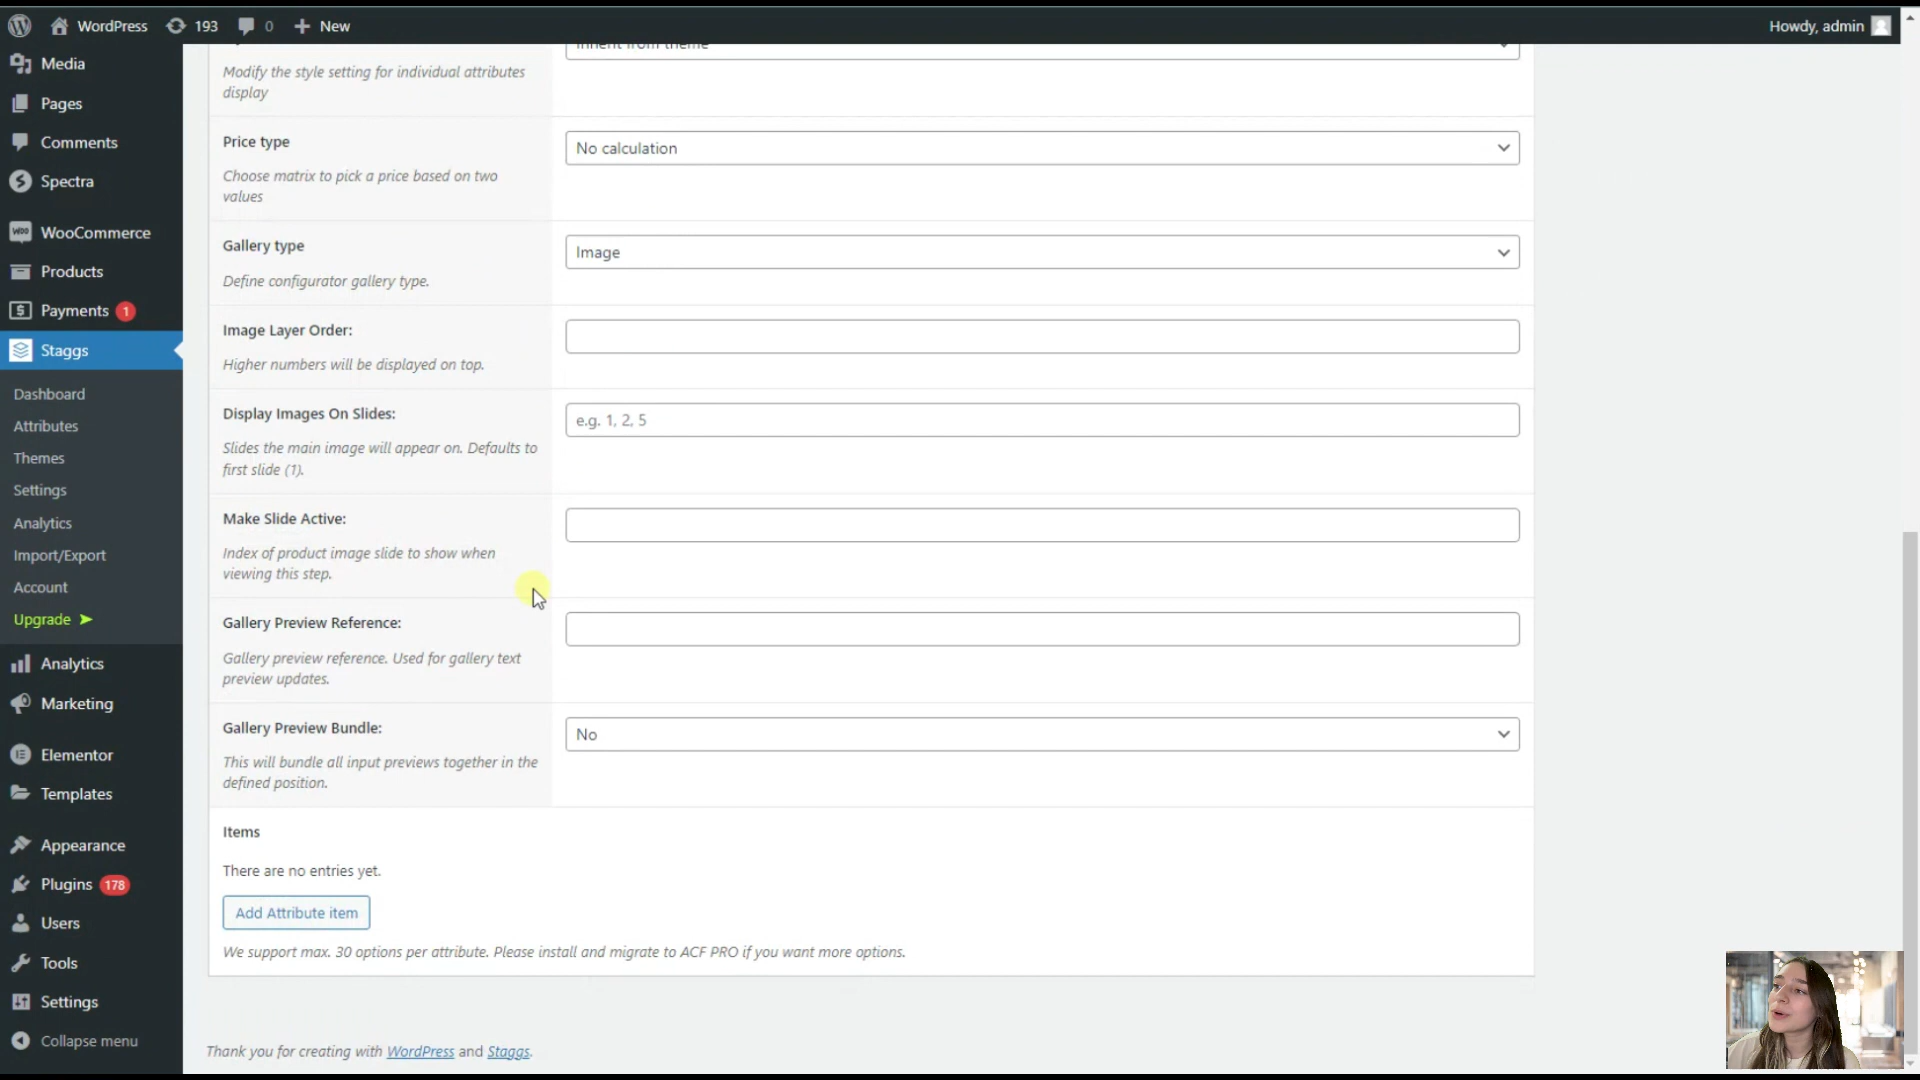 WordPress 193 0 New Howdy, admin
Media
Pages
Comments
Spectra
WooCommerce
Products
Payments 1
Staggs
Dashboard
Attributes
Themes
Settings
Analytics
Import/Export
Account
Upgrade ➤
Analytics
Marketing
Elementor
Templates
Appearance
Plugins 178
Users
Tools
Settings
Collapse menu
Inherit from theme
Modify the style setting for individual attributes
display
Price type
Choose matrix to pick a price based on two
values
No calculation
Gallery type
Define configurator gallery type.
Image
Image Layer Order:
Higher numbers will be displayed on top.
Display Images On Slides:
Slides the main image will appear on. Defaults to
first slide (1).
e.g. 1, 2, 5
Make Slide Active:
Index of product image slide to show when
viewing this step.
Gallery Preview Reference:
Gallery preview reference. Used for gallery text
preview updates.
Gallery Preview Bundle:
This will bundle all input previews together in the
defined position.
No
Items
There are no entries yet.
Add Attribute item
We support max. 30 options per attribute. Please install and migrate to ACF PRO if you want more options.
Thank you for creating with WordPress and Staggs.